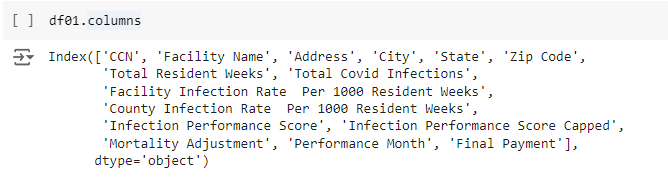 [ ] df01.columns
Index(['CCN', 'Facility Name', 'Address', 'City', 'State', 'Zip Code',
'Total Resident Weeks', 'Total Covid Infections',
'Facility Infection Rate  Per 1000 Resident Weeks',
'County Infection Rate  Per 1000 Resident Weeks',
'Infection Performance Score', 'Infection Performance Score Capped',
'Mortality Adjustment', 'Performance Month', 'Final Payment'],
dtype='object')